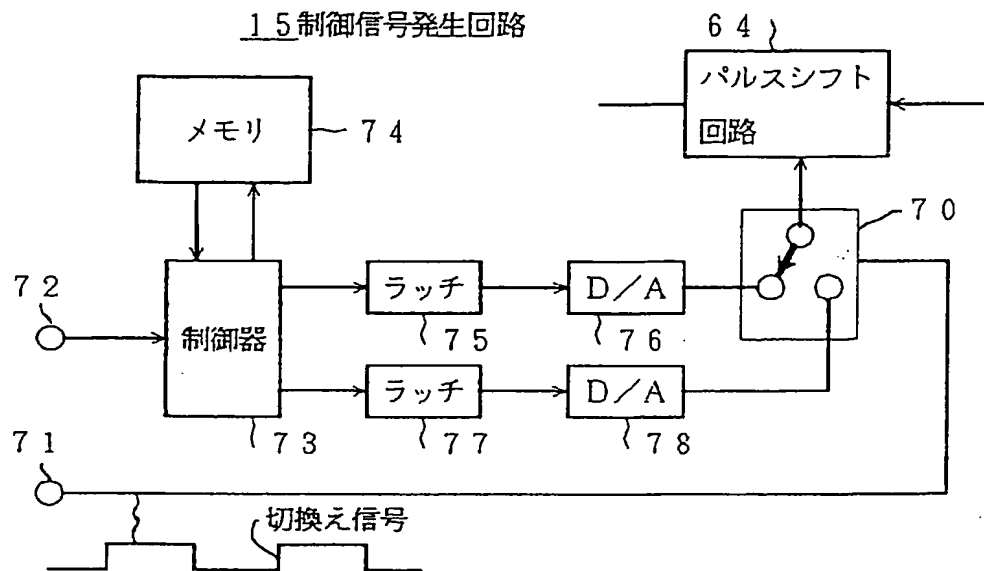 15制御信号発生回路
64
パルスシフト
回路
メモリ
74
70
72
制御器
ラッチ
D/A
75
76
ラッチ
D/A
73
77
78
71
切換え信号